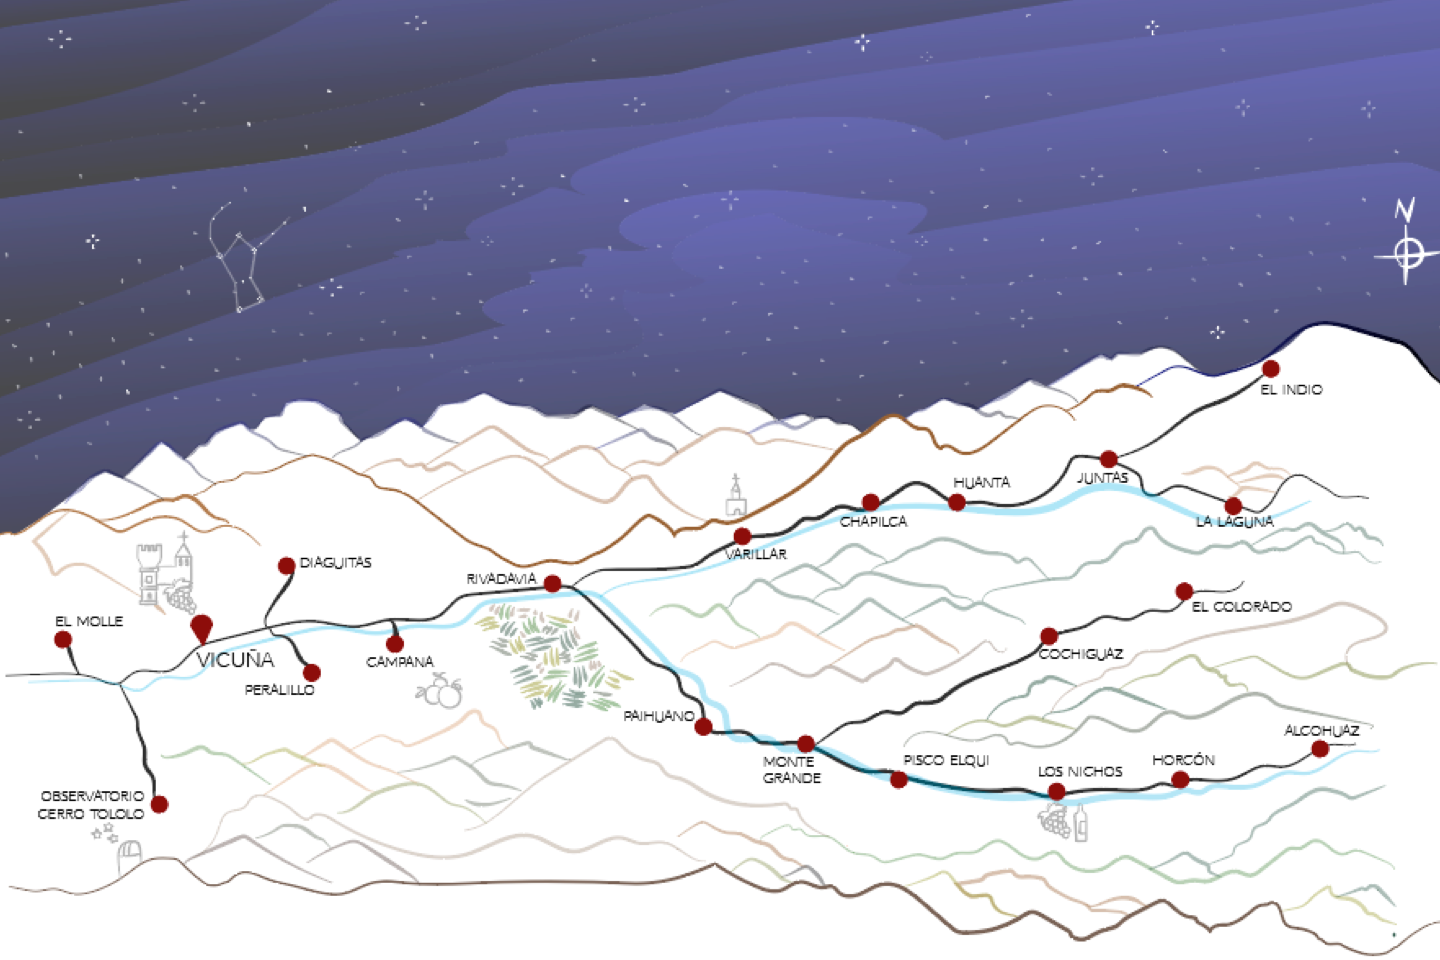 N
EL INDIO
JUNTAS
HUANTA
LA LAGUNA
CHAPILCA
VARILLAR
DIAGUITAS
RIVADAVIA
EL COLORADO
EL MOLLE
COCHIGUAZ
VICUÑA
CAMPANA
PERALILLO
PAIHUANO
ALCOHUAZ
MONTE
GRANDE
PISCO ELQUI
HORCÓN
LOS NICHOS
OBSERVATORIO
CERRO TOLOLO